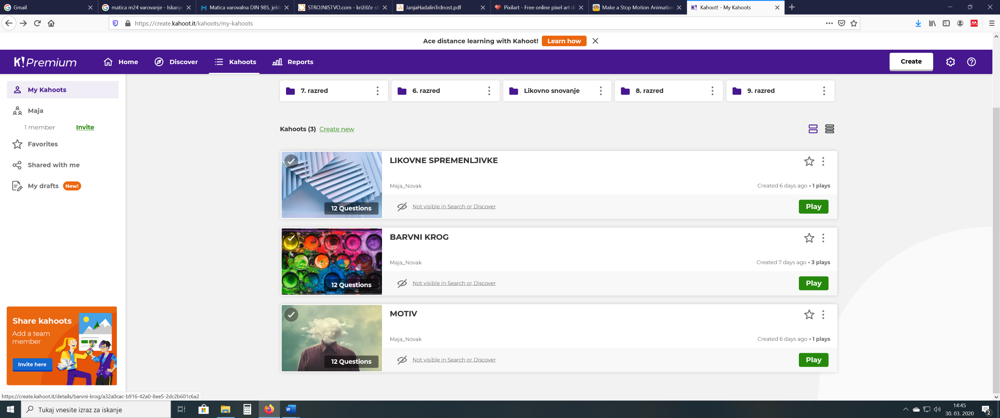 Gmail
matica m24 varovanje - Iskanje
Matica varovalna DIN 985, jekl
STROJNISTVO.com - križišče str
JanjaHadalinTrdnost.pdf
Pixilart - Free online pixel art dr
Make a Stop Motion Animation
Kahoot! - My Kahoots
https://create.kahoot.it/kahoots/my-kahoots
Ace distance learning with Kahoot! Learn how
K! Premium Home Discover Kahoots Reports Create
My Kahoots
Maja
1 member Invite
Favorites
Shared with me
My drafts New!
Share kahoots
Add a team
member
Invite here
7. razred 6. razred Likovno snovanje 8. razred 9. razred
Kahoots (3) Create new
LIKOVNE SPREMENLJIVKE
Maja_Novak Created 6 days ago • 1 plays
12 Questions Not visible in Search or Discover Play
BARVNI KROG
Maja_Novak Created 7 days ago • 3 plays
12 Questions Not visible in Search or Discover Play
MOTIV
Maja_Novak Created 6 days ago • 1 plays
12 Questions Not visible in Search or Discover Play
https://create.kahoot.it/details/barvni-krog/a32a0cac-b916-42a0-8ee5-2dc2b601c6a2
Tukaj vnesite izraz za iskanje
14:45
30. 03. 2020
2